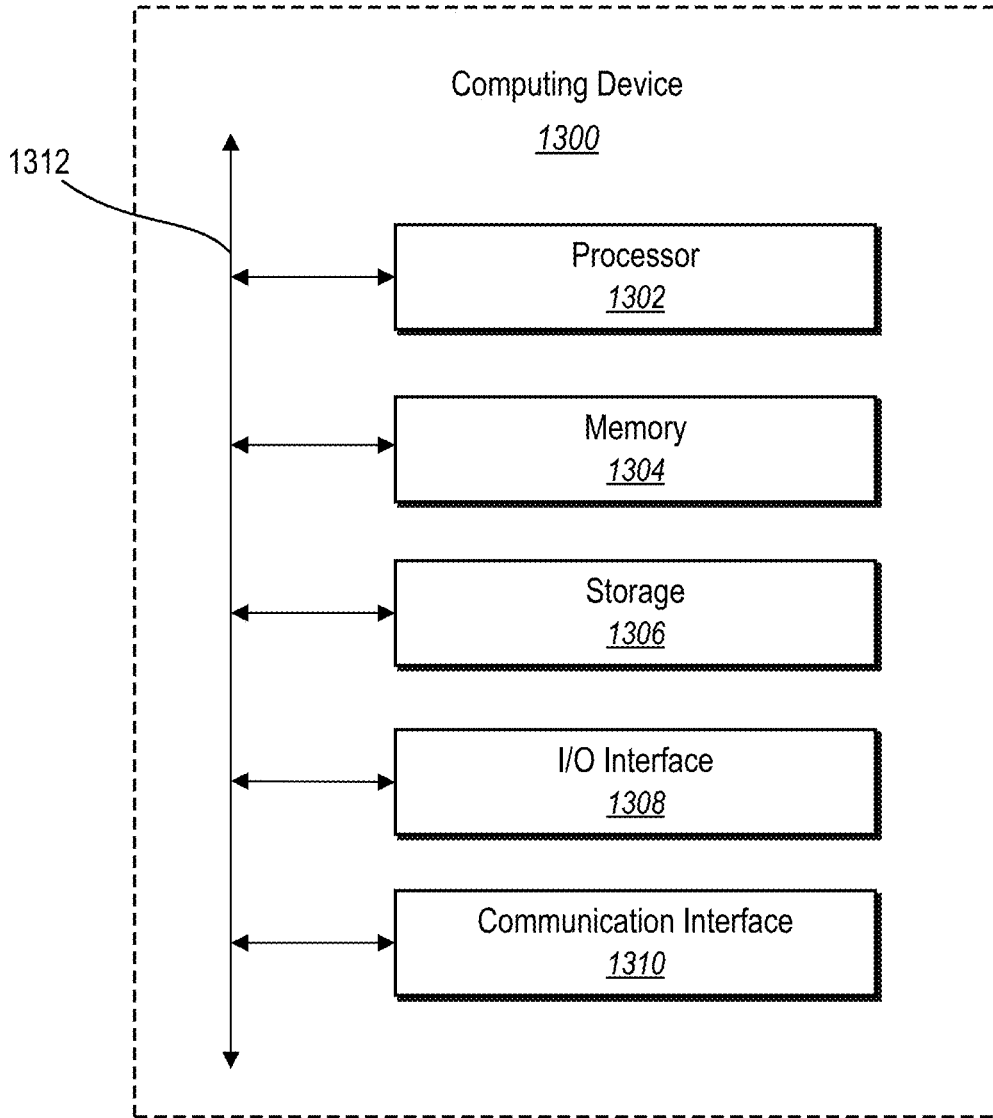 Computing Device
1300
1312
Processor
1302
Memory
1304
Storage
1306
I/O Interface
1308
Communication Interface
1310